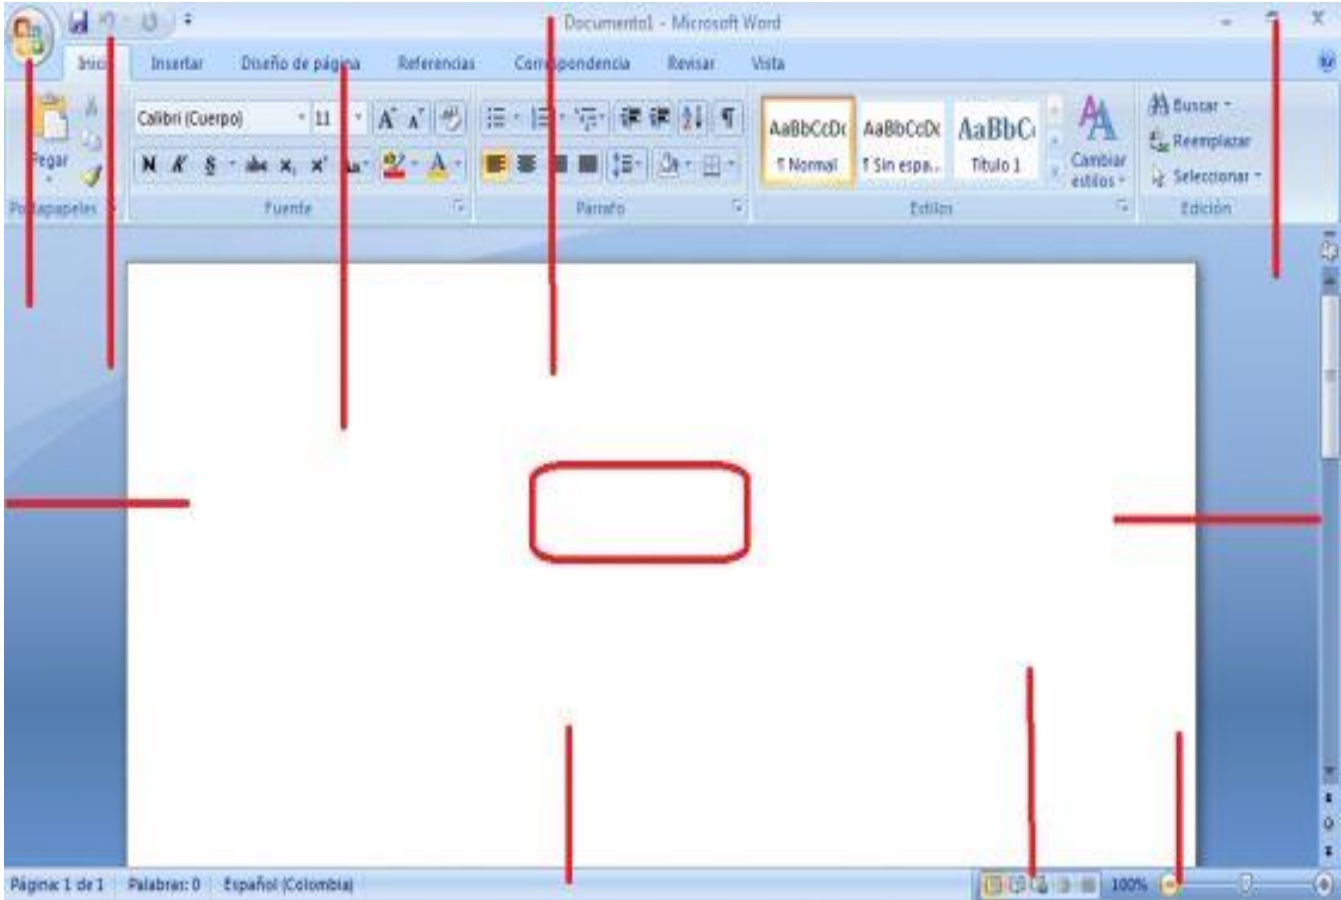 Documento1 - Microsoft Word
Inicio Insertar Diseño de página Referencias Correspondencia Revisar Vista
Calibri (Cuerpo) 11
AaBbCcDc AaBbCcDc AaBbC
Buscar
Reemplazar
Seleccionar
Pegar
N K S abc x, x' Aa A
¶ Normal ¶ Sin espa... Título 1
Cambiar
estilos
Portapapeles Fuente Párrafo Estilos Edición
Página: 1 de 1 Palabras: 0 Español (Colombia) 100%